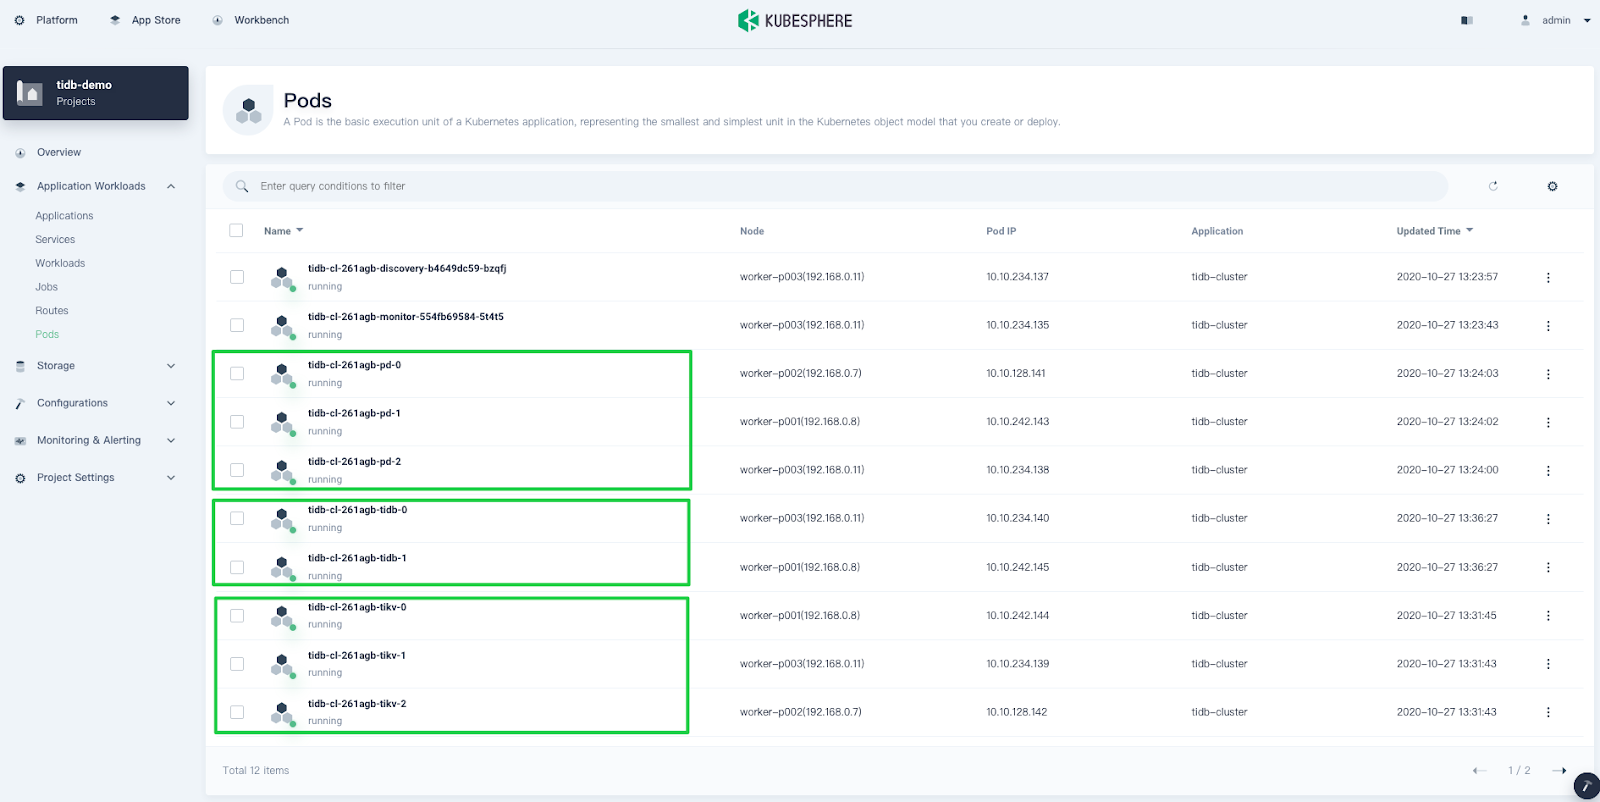 Platform App Store Workbench KUBESPHERE admin
tidb-demo
Projects
Overview
Application Workloads
Applications
Services
Workloads
Jobs
Routes
Pods
Storage
Configurations
Monitoring & Alerting
Project Settings
Pods
A Pod is the basic execution unit of a Kubernetes application, representing the smallest and simplest unit in the Kubernetes object model that you create or deploy.
Enter query conditions to filter
Name Node Pod IP Application Updated Time
tidb-cl-261agb-discovery-b4649dc59-bzqfj
running
worker-p003(192.168.0.11) 10.10.234.137 tidb-cluster 2020-10-27 13:23:57
tidb-cl-261agb-monitor-554fb69584-5t4t5
running
worker-p003(192.168.0.11) 10.10.234.135 tidb-cluster 2020-10-27 13:23:43
tidb-cl-261agb-pd-0
running
worker-p002(192.168.0.7) 10.10.128.141 tidb-cluster 2020-10-27 13:24:03
tidb-cl-261agb-pd-1
running
worker-p001(192.168.0.8) 10.10.242.143 tidb-cluster 2020-10-27 13:24:02
tidb-cl-261agb-pd-2
running
worker-p003(192.168.0.11) 10.10.234.138 tidb-cluster 2020-10-27 13:24:00
tidb-cl-261agb-tidb-0
running
worker-p003(192.168.0.11) 10.10.234.140 tidb-cluster 2020-10-27 13:36:27
tidb-cl-261agb-tidb-1
running
worker-p001(192.168.0.8) 10.10.242.145 tidb-cluster 2020-10-27 13:36:27
tidb-cl-261agb-tikv-0
running
worker-p001(192.168.0.8) 10.10.242.144 tidb-cluster 2020-10-27 13:31:45
tidb-cl-261agb-tikv-1
running
worker-p003(192.168.0.11) 10.10.234.139 tidb-cluster 2020-10-27 13:31:43
tidb-cl-261agb-tikv-2
running
worker-p002(192.168.0.7) 10.10.128.142 tidb-cluster 2020-10-27 13:31:43
Total 12 items 1 / 2